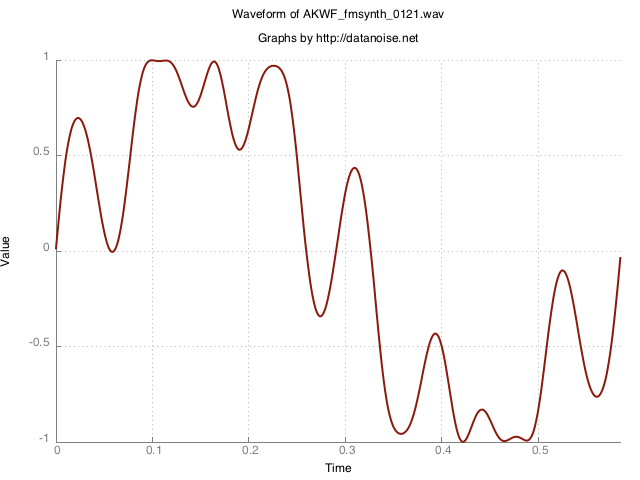 Waveform of AKWF_fmsynth_0121.wav
Graphs by http://datanoise.net
1
0.5
0
-0.5
-1
Value
0 0.1 0.2 0.3 0.4 0.5
Time